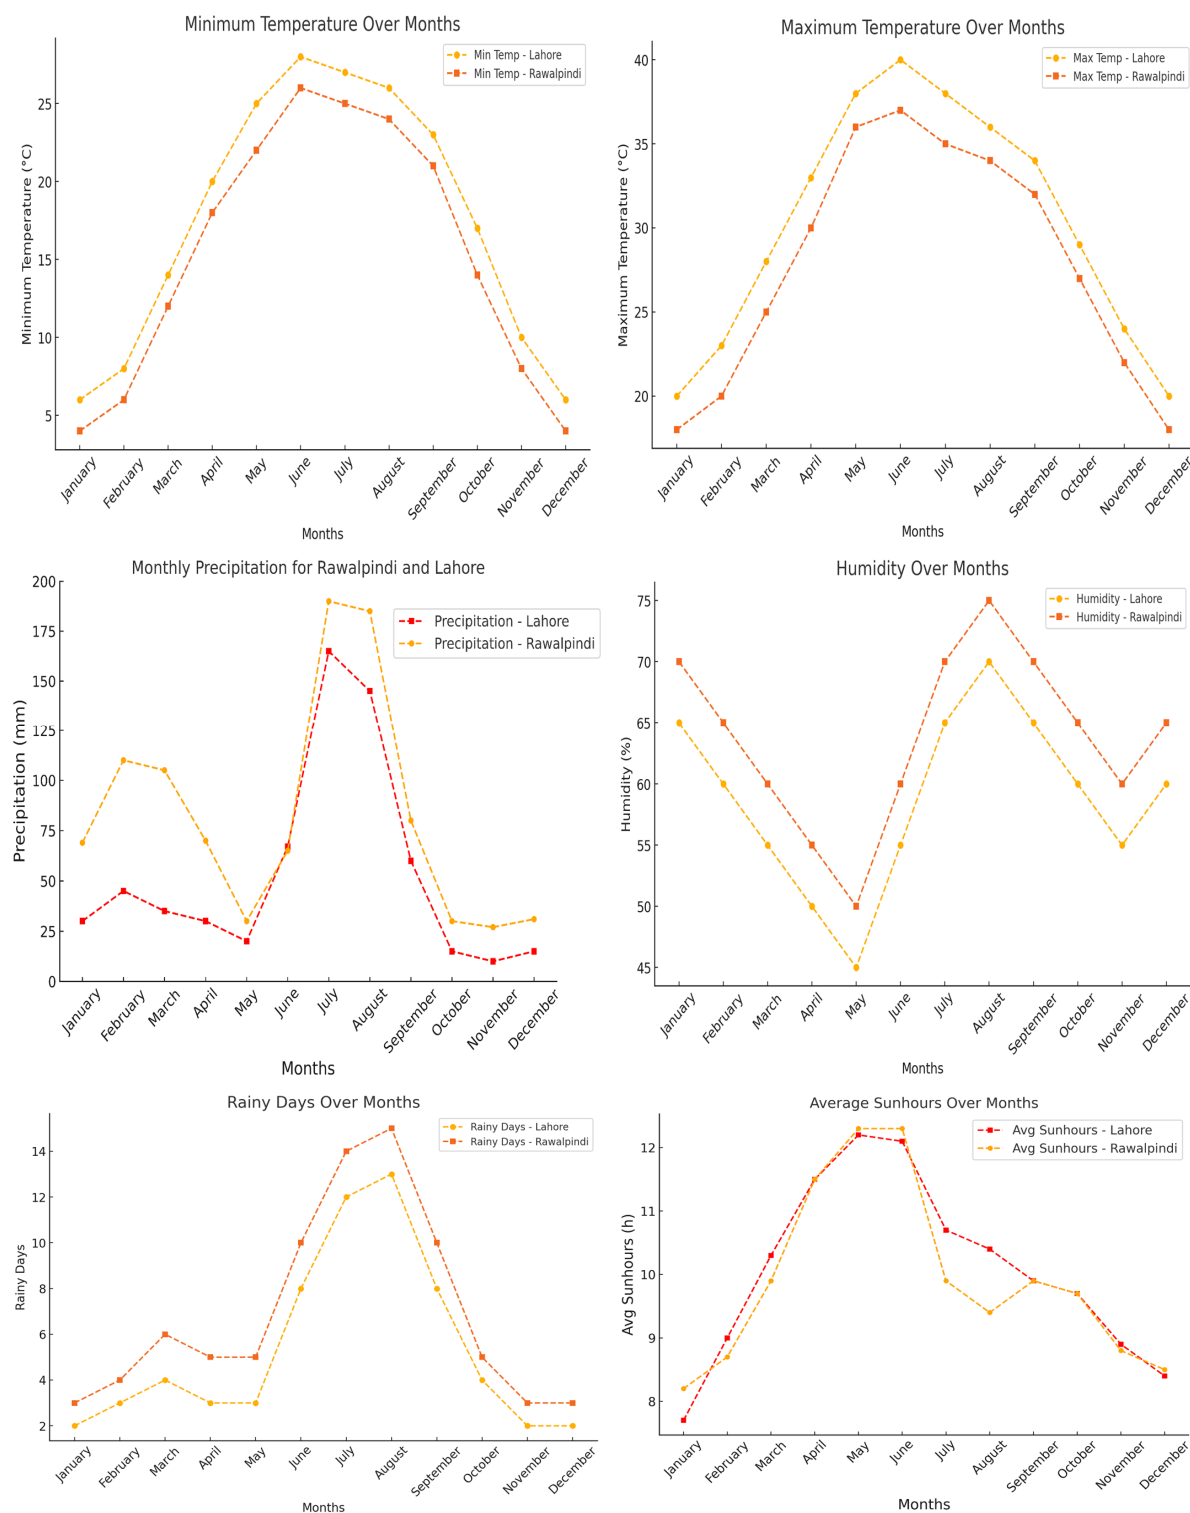 Minimum Temperature Over Months
Min Temp - Lahore
Min Temp - Rawalpindi
Minimum Temperature (°C)
25
20
15
10
5
January
February
March
April
May
June
July
August
September
October
November
December
Months
Maximum Temperature Over Months
Max Temp - Lahore
Max Temp - Rawalpindi
Maximum Temperature (°C)
40
35
30
25
20
January
February
March
April
May
June
July
August
September
October
November
December
Months
Monthly Precipitation for Rawalpindi and Lahore
Precipitation - Lahore
Precipitation - Rawalpindi
Precipitation (mm)
200
175
150
125
100
75
50
25
0
January
February
March
April
May
June
July
August
September
October
November
December
Months
Humidity Over Months
Humidity - Lahore
Humidity - Rawalpindi
Humidity (%)
75
70
65
60
55
50
45
January
February
March
April
May
June
July
August
September
October
November
December
Months
Rainy Days Over Months
Rainy Days - Lahore
Rainy Days - Rawalpindi
Rainy Days
14
12
10
8
6
4
2
January
February
March
April
May
June
July
August
September
October
November
December
Months
Average Sunhours Over Months
Avg Sunhours - Lahore
Avg Sunhours - Rawalpindi
Avg Sunhours (h)
12
11
10
9
8
January
February
March
April
May
June
July
August
September
October
November
December
Months